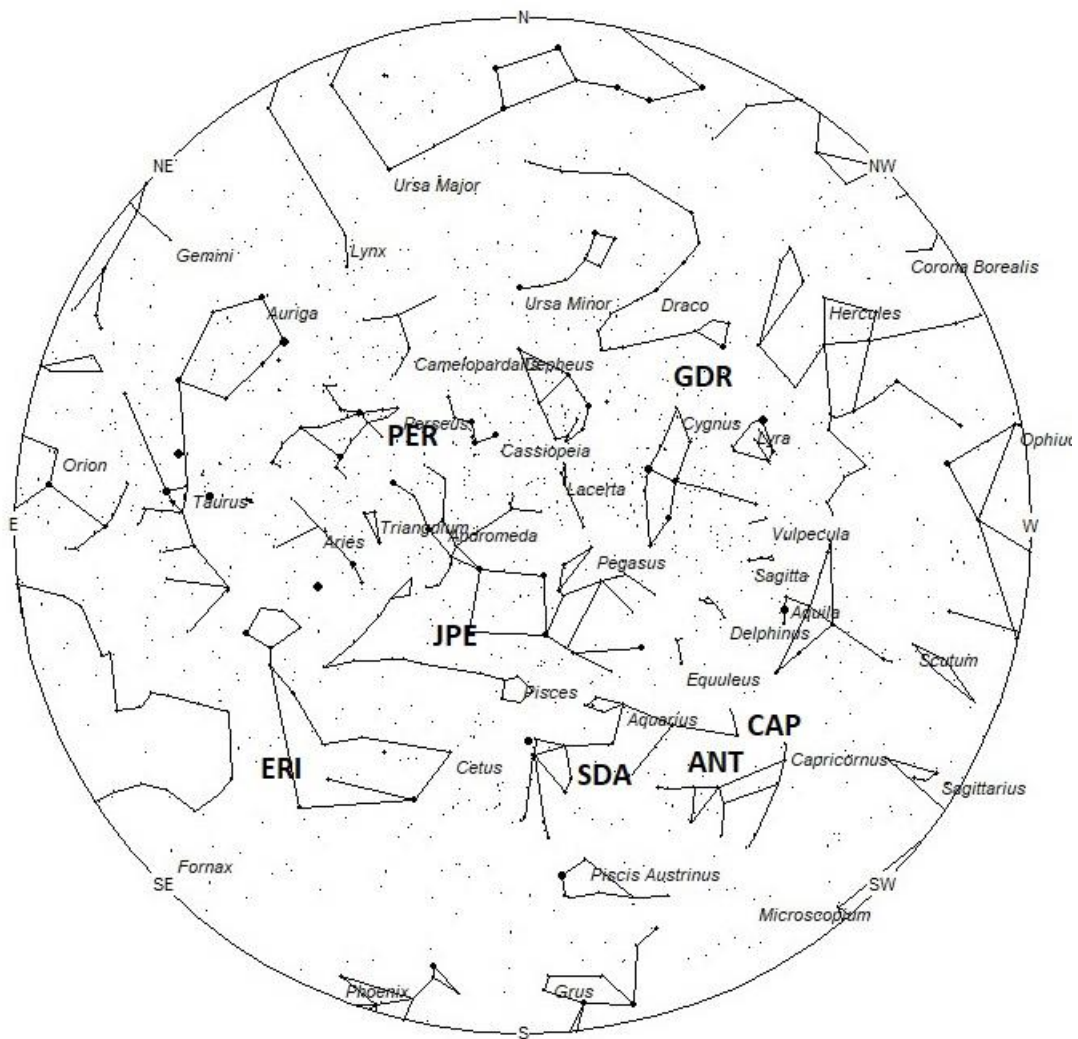 N
NE
NW
Ursa Major
Gemini
Lynx
Corona Borealis
Auriga
Ursa Minor
Draco
Hercules
Camelopardalis
Cepheus
GDR
Perseus
PER
Cygnus
Lyra
Cassiopeia
Ophiuc
Orion
Lacerta
Taurus
E
W
Aries
Triangulum
Andromeda
Vulpecula
Pegasus
Sagitta
JPE
Delphinus
Aquila
Scutum
Equuleus
Pisces
Aquarius
CAP
ERI
Cetus
SDA
ANT
Capricornus
Sagittarius
Fornax
SE
Piscis Austrinus
SW
Microscopium
Phoenix
Grus
S